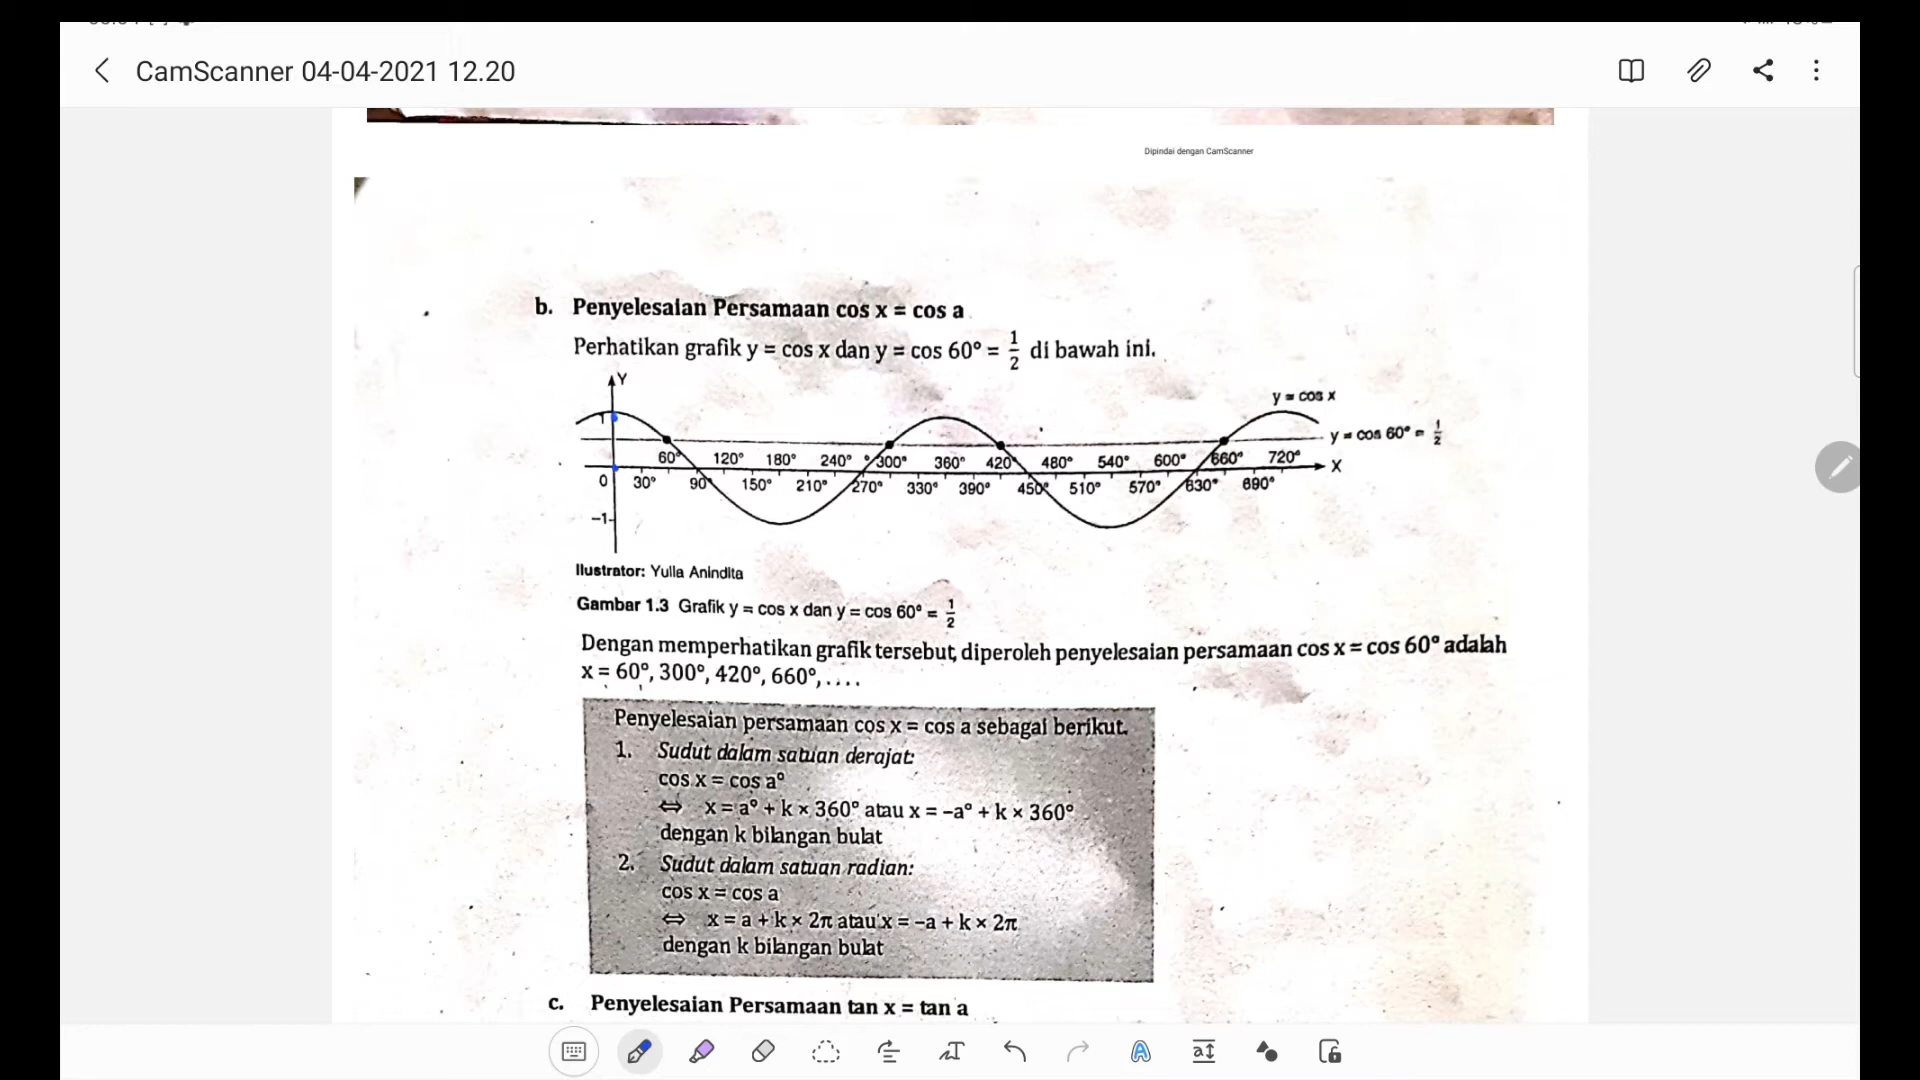 CamScanner 04-04-2021 12.20
Dipindai dengan CamScanner
b. Penyelesaian Persamaan cos x = cos a
Perhatikan grafik y = cos x dan y = cos 60° = 1/2 di bawah ini.
Y
y = cos x
1
y = cos 60° = 1/2
60° 120° 180° 240° 300° 360° 420° 480° 540° 600° 660° 720° X
0 30° 90° 150° 210° 270° 330° 390° 450° 510° 570° 630° 690°
–1
Ilustrator: Yulla Anindita
Gambar 1.3 Grafik y = cos x dan y = cos 60° = 1/2
Dengan memperhatikan grafik tersebut, diperoleh penyelesaian persamaan cos x = cos 60° adalah
x = 60°, 300°, 420°, 660°, . . . .
Penyelesaian persamaan cos x = cos a sebagai berikut.
1. Sudut dalam satuan derajat:
cos x = cos a°
⇔ x = a° + k × 360° atau x = –a° + k × 360°
dengan k bilangan bulat
2. Sudut dalam satuan radian:
cos x = cos a
⇔ x = a + k × 2π atau x = –a + k × 2π
dengan k bilangan bulat
c. Penyelesaian Persamaan tan x = tan a